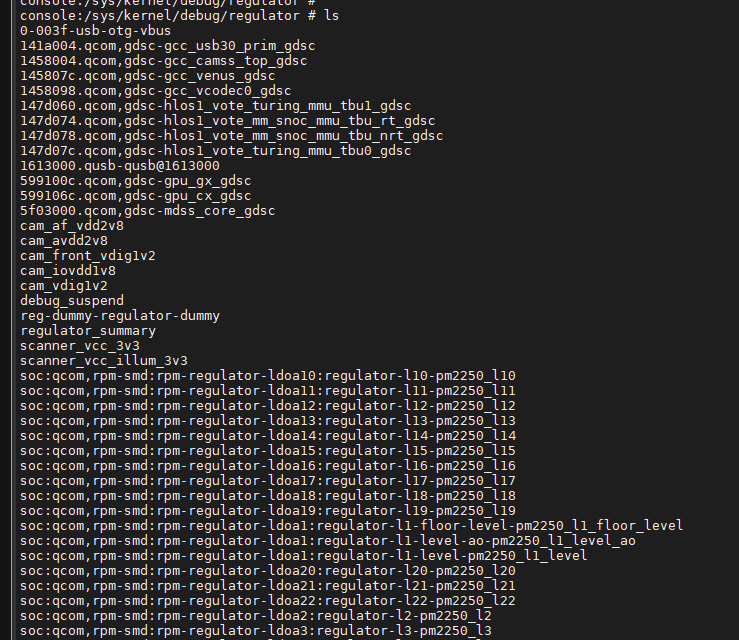 console:/sys/kernel/debug/regulator #
console:/sys/kernel/debug/regulator # ls
0-003f-usb-otg-vbus
141a004.qcom,gdsc-gcc_usb30_prim_gdsc
1458004.qcom,gdsc-gcc_camss_top_gdsc
145807c.qcom,gdsc-gcc_venus_gdsc
1458098.qcom,gdsc-gcc_vcodec0_gdsc
147d060.qcom,gdsc-hlos1_vote_turing_mmu_tbu1_gdsc
147d074.qcom,gdsc-hlos1_vote_mm_snoc_mmu_tbu_rt_gdsc
147d078.qcom,gdsc-hlos1_vote_mm_snoc_mmu_tbu_nrt_gdsc
147d07c.qcom,gdsc-hlos1_vote_turing_mmu_tbu0_gdsc
1613000.qusb-qusb@1613000
599100c.qcom,gdsc-gpu_gx_gdsc
599106c.qcom,gdsc-gpu_cx_gdsc
5f03000.qcom,gdsc-mdss_core_gdsc
cam_af_vdd2v8
cam_avdd2v8
cam_front_vdig1v2
cam_iovdd1v8
cam_vdig1v2
debug_suspend
reg-dummy-regulator-dummy
regulator_summary
scanner_vcc_3v3
scanner_vcc_illum_3v3
soc:qcom,rpm-smd:rpm-regulator-ldoa10:regulator-l10-pm2250_l10
soc:qcom,rpm-smd:rpm-regulator-ldoa11:regulator-l11-pm2250_l11
soc:qcom,rpm-smd:rpm-regulator-ldoa12:regulator-l12-pm2250_l12
soc:qcom,rpm-smd:rpm-regulator-ldoa13:regulator-l13-pm2250_l13
soc:qcom,rpm-smd:rpm-regulator-ldoa14:regulator-l14-pm2250_l14
soc:qcom,rpm-smd:rpm-regulator-ldoa15:regulator-l15-pm2250_l15
soc:qcom,rpm-smd:rpm-regulator-ldoa16:regulator-l16-pm2250_l16
soc:qcom,rpm-smd:rpm-regulator-ldoa17:regulator-l17-pm2250_l17
soc:qcom,rpm-smd:rpm-regulator-ldoa18:regulator-l18-pm2250_l18
soc:qcom,rpm-smd:rpm-regulator-ldoa19:regulator-l19-pm2250_l19
soc:qcom,rpm-smd:rpm-regulator-ldoa1:regulator-l1-floor-level-pm2250_l1_floor_level
soc:qcom,rpm-smd:rpm-regulator-ldoa1:regulator-l1-level-ao-pm2250_l1_level_ao
soc:qcom,rpm-smd:rpm-regulator-ldoa1:regulator-l1-level-pm2250_l1_level
soc:qcom,rpm-smd:rpm-regulator-ldoa20:regulator-l20-pm2250_l20
soc:qcom,rpm-smd:rpm-regulator-ldoa21:regulator-l21-pm2250_l21
soc:qcom,rpm-smd:rpm-regulator-ldoa22:regulator-l22-pm2250_l22
soc:qcom,rpm-smd:rpm-regulator-ldoa2:regulator-l2-pm2250_l2
soc:qcom,rpm-smd:rpm-regulator-ldoa3:regulator-l3-pm2250_l3